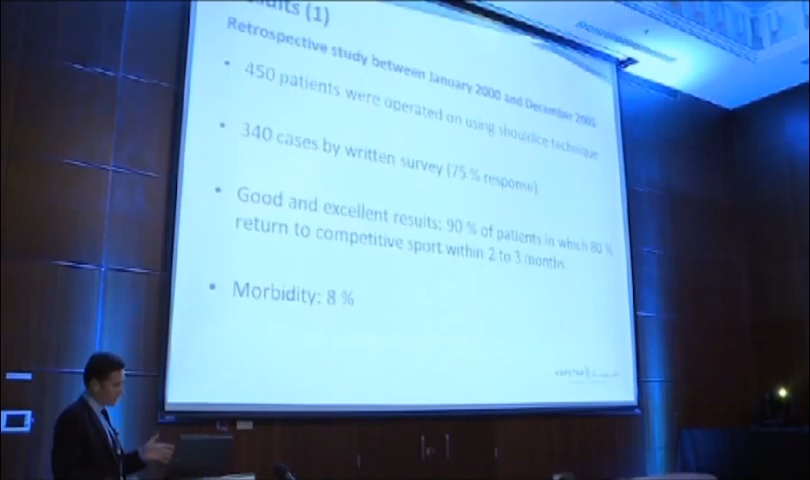 sults (1)
Retrospective study between January 2000 and December 2005
• 450 patients were operated on using shouldice technique
• 340 cases by written survey (75 % response)
• Good and excellent results: 90 % of patients in which 80 %
return to competitive sport within 2 to 3 months
• Morbidity: 8 %